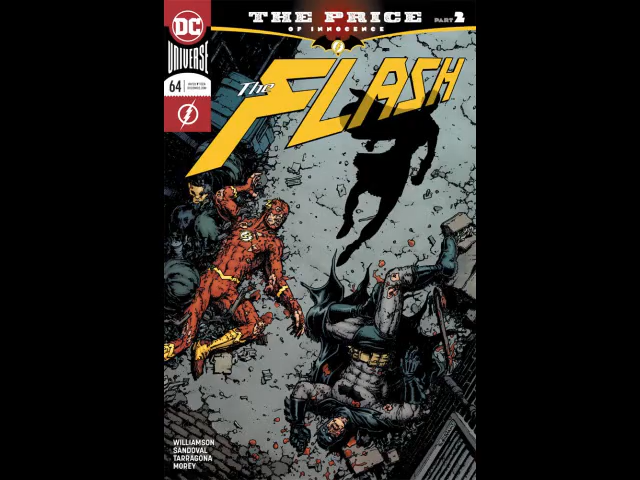 THE PRICE PART 2
OF INNOCENCE
DC
UNIVERSE
The
FLASH
64
WILLIAMSON
SANDOVAL
TARRAGONA
MOREY